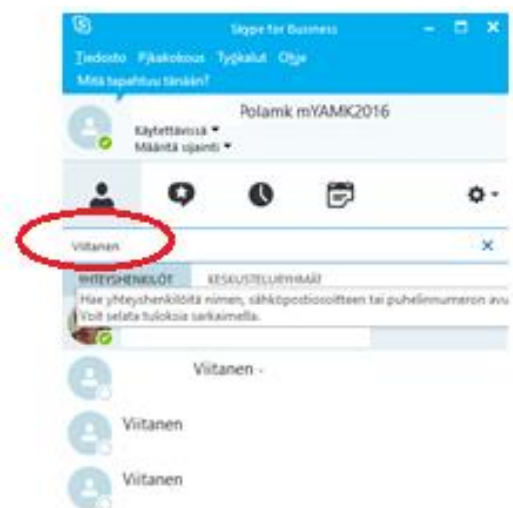 Skype for Business
Tiedosto Pikakokous Työkalut Ohje
Mitä tapahtuu tänään?
Polamk mYAMK2016
Käytettävissä
Määritä sijainti
Viitanen
YHTEYSHENKILÖT KESKUSTELURYHMÄT
Hae yhteyshenkilöitä nimen, sähköpostiosoitteen tai puhelinnumeron avu
Voit selata tuloksia sarkaimella.
Viitanen -
Viitanen
Viitanen